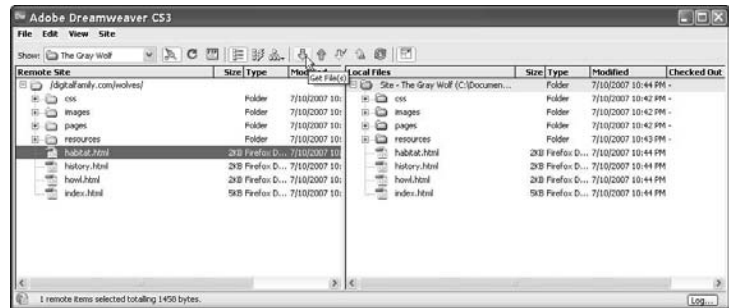 Adobe Dreamweaver CS3
File Edit View Site
Show: The Gray Wolf
Get File(s)
Remote Site Size Type Modified Local Files Size Type Modified Checked Out
/digitalfamily.com/wolves/ Site - The Gray Wolf (C:\Documen... Folder 7/10/2007 10:44 PM -
css Folder 7/10/2007 10: css Folder 7/10/2007 10:42 PM -
images Folder 7/10/2007 10: images Folder 7/10/2007 10:42 PM -
pages Folder 7/10/2007 10: pages Folder 7/10/2007 10:42 PM -
resources Folder 7/10/2007 10: resources Folder 7/10/2007 10:43 PM -
habitat.html 2KB Firefox D... 7/10/2007 10: habitat.html 2KB Firefox D... 7/10/2007 10:44 PM
history.html 2KB Firefox D... 7/10/2007 10: history.html 2KB Firefox D... 7/10/2007 10:44 PM
howl.html 2KB Firefox D... 7/10/2007 10: howl.html 2KB Firefox D... 7/10/2007 10:44 PM
index.html 5KB Firefox D... 7/10/2007 10: index.html 5KB Firefox D... 7/10/2007 10:44 PM
1 remote items selected totalling 1458 bytes. Log...